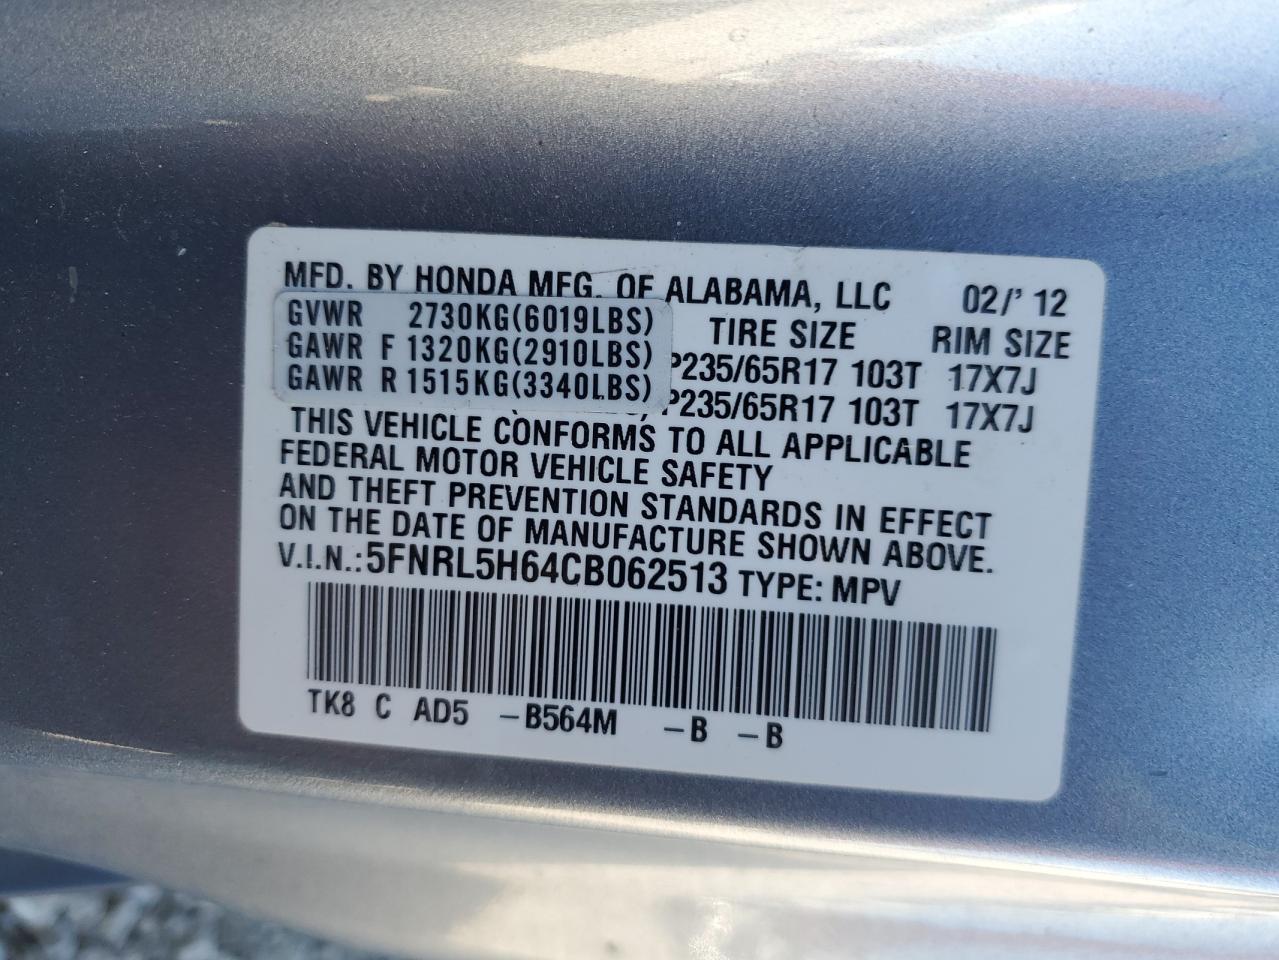 MFD. BY HONDA MFG. OF ALABAMA, LLC 02/' 12
GVWR 2730KG(6019LBS) TIRE SIZE RIM SIZE
GAWR F 1320KG(2910LBS) P235/65R17 103T 17X7J
GAWR R 1515KG(3340LBS) P235/65R17 103T 17X7J
THIS VEHICLE CONFORMS TO ALL APPLICABLE
FEDERAL MOTOR VEHICLE SAFETY
AND THEFT PREVENTION STANDARDS IN EFFECT
ON THE DATE OF MANUFACTURE SHOWN ABOVE.
V.I.N.: 5FNRL5H64CB062513 TYPE: MPV
TK8 C AD5 -B564M -B -B